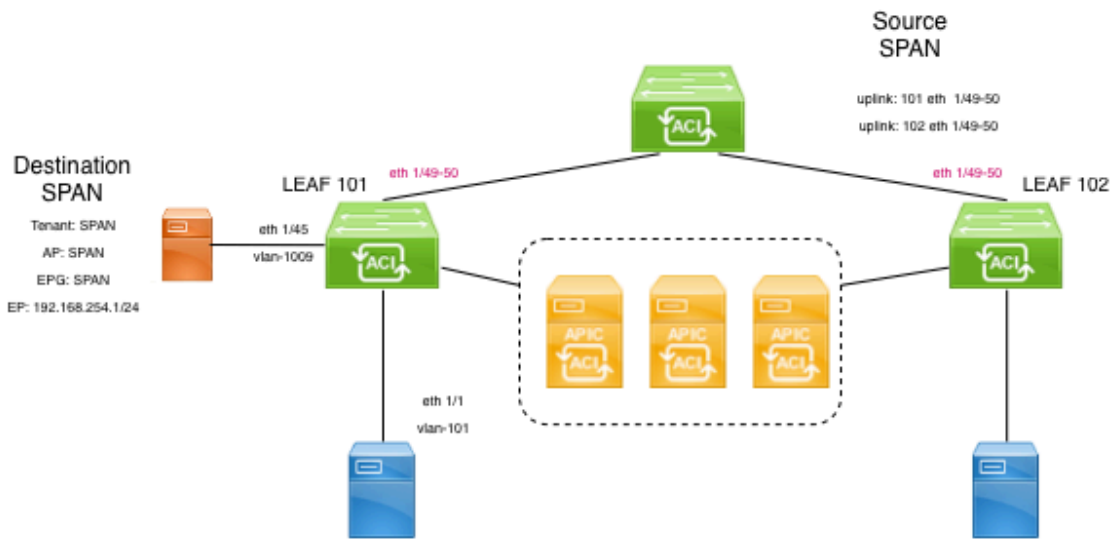 Source
SPAN
uplink: 101 eth 1/49-50
uplink: 102 eth 1/49-50
ACI
Destination
SPAN
Tenant: SPAN
AP: SPAN
EPG: SPAN
EP: 192.168.254.1/24
LEAF 101
eth 1/49-50
eth 1/49-50
LEAF 102
eth 1/45
vlan-1009
ACI
ACI
APIC
ACI
APIC
ACI
APIC
ACI
eth 1/1
vlan-101